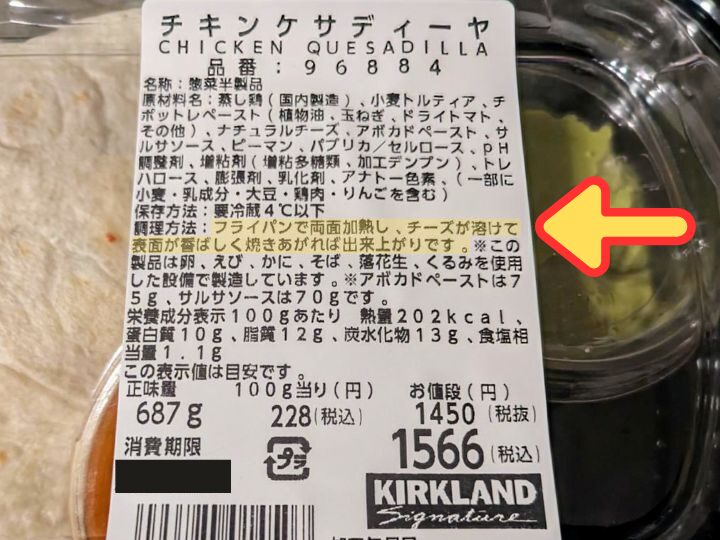 チキンケサディーヤ
CHICKEN QUESADILLA
品番：96884
名称：惣菜半製品
原材料名：蒸し鶏（国内製造）、小麦トルティア、チ
ポットレペースト（植物油、玉ねぎ、ドライトマト、
その他）、ナチュラルチーズ、アボカドペースト、サ
ルサソース、ピーマン、パプリカ／セルロース、pH
調整剤、増粘剤（増粘多糖類、加工デンプン）、トレ
ハロース、膨張剤、乳化剤、アナトー色素、（一部に
小麦・乳成分・大豆・鶏肉・りんごを含む）
保存方法：要冷蔵4℃以下
調理方法：フライパンで両面加熱し、チーズが溶けて
表面が香ばしく焼きあがれば出来上がりです。※この
製品は卵、えび、かに、そば、落花生、くるみを使用
した設備で製造しています。※アボカドペーストは7
5g、サルサソースは70gです。
栄養成分表示100gあたり 熱量202kcal、
蛋白質10g、脂質12g、炭水化物13g、食塩相
当量1.1g
この表示値は目安です。
正味量 100g当り（円） お値段（円）
687g 228(税込) 1450(税抜)
消費期限 プラ 1566(税込)
KIRKLAND
Signature